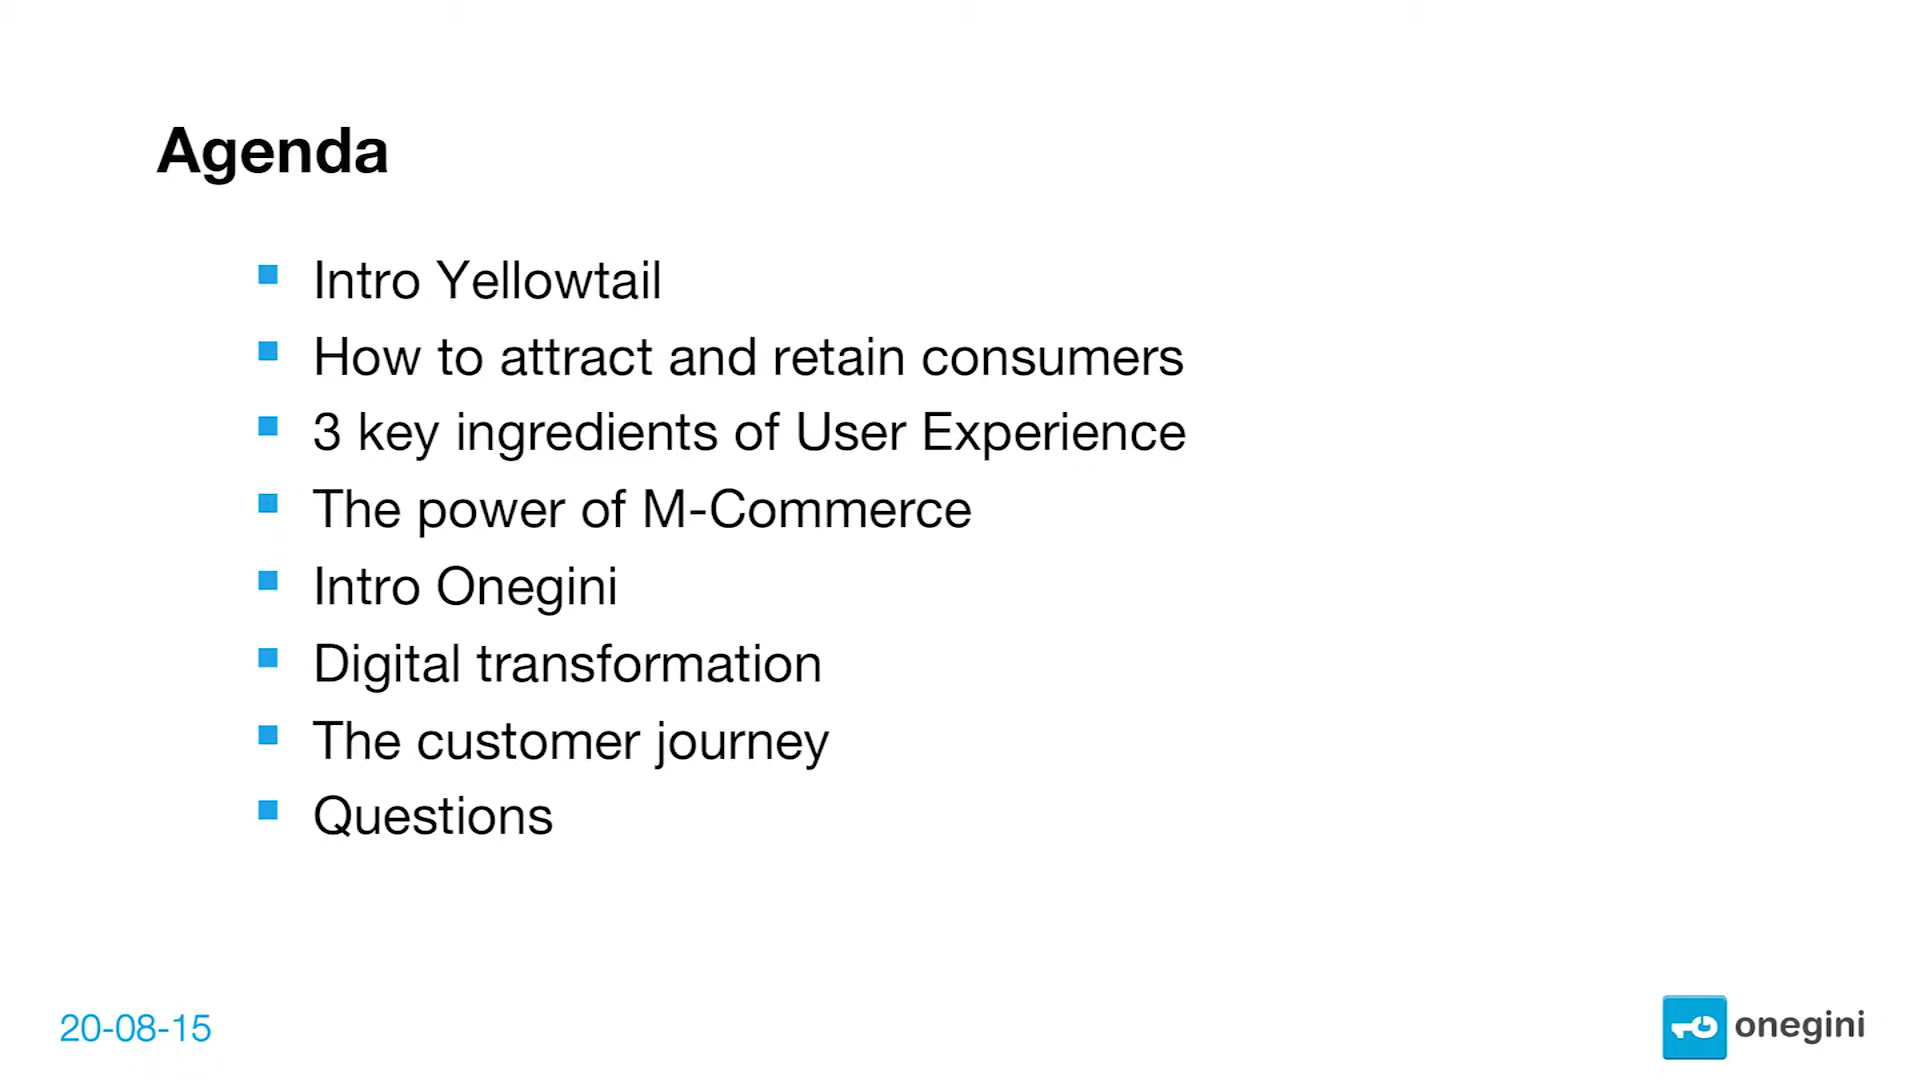 Agenda
Intro Yellowtail
How to attract and retain consumers
3 key ingredients of User Experience
The power of M-Commerce
Intro Onegini
Digital transformation
The customer journey
Questions
20-08-15
onegini